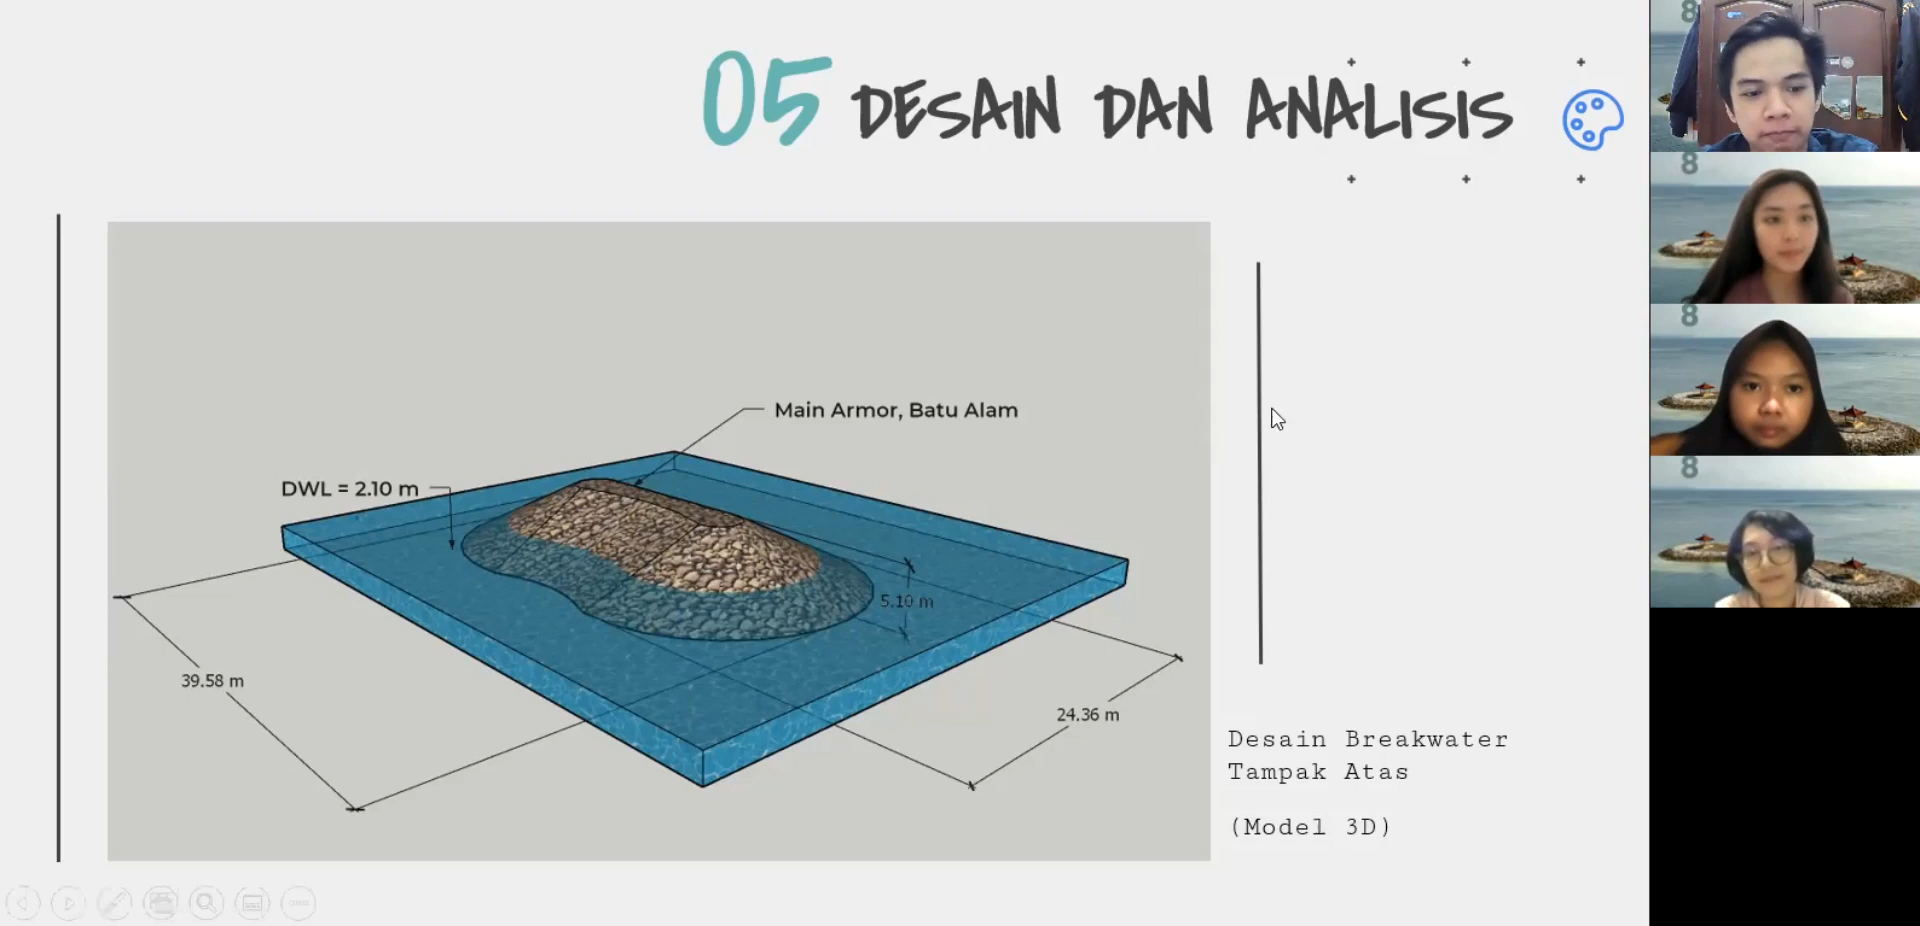 05 DESAIN DAN ANALISIS
Main Armor, Batu Alam
DWL = 2.10 m
5.10 m
39.58 m
24.36 m
Desain Breakwater
Tampak Atas
(Model 3D)
8
8
8
8